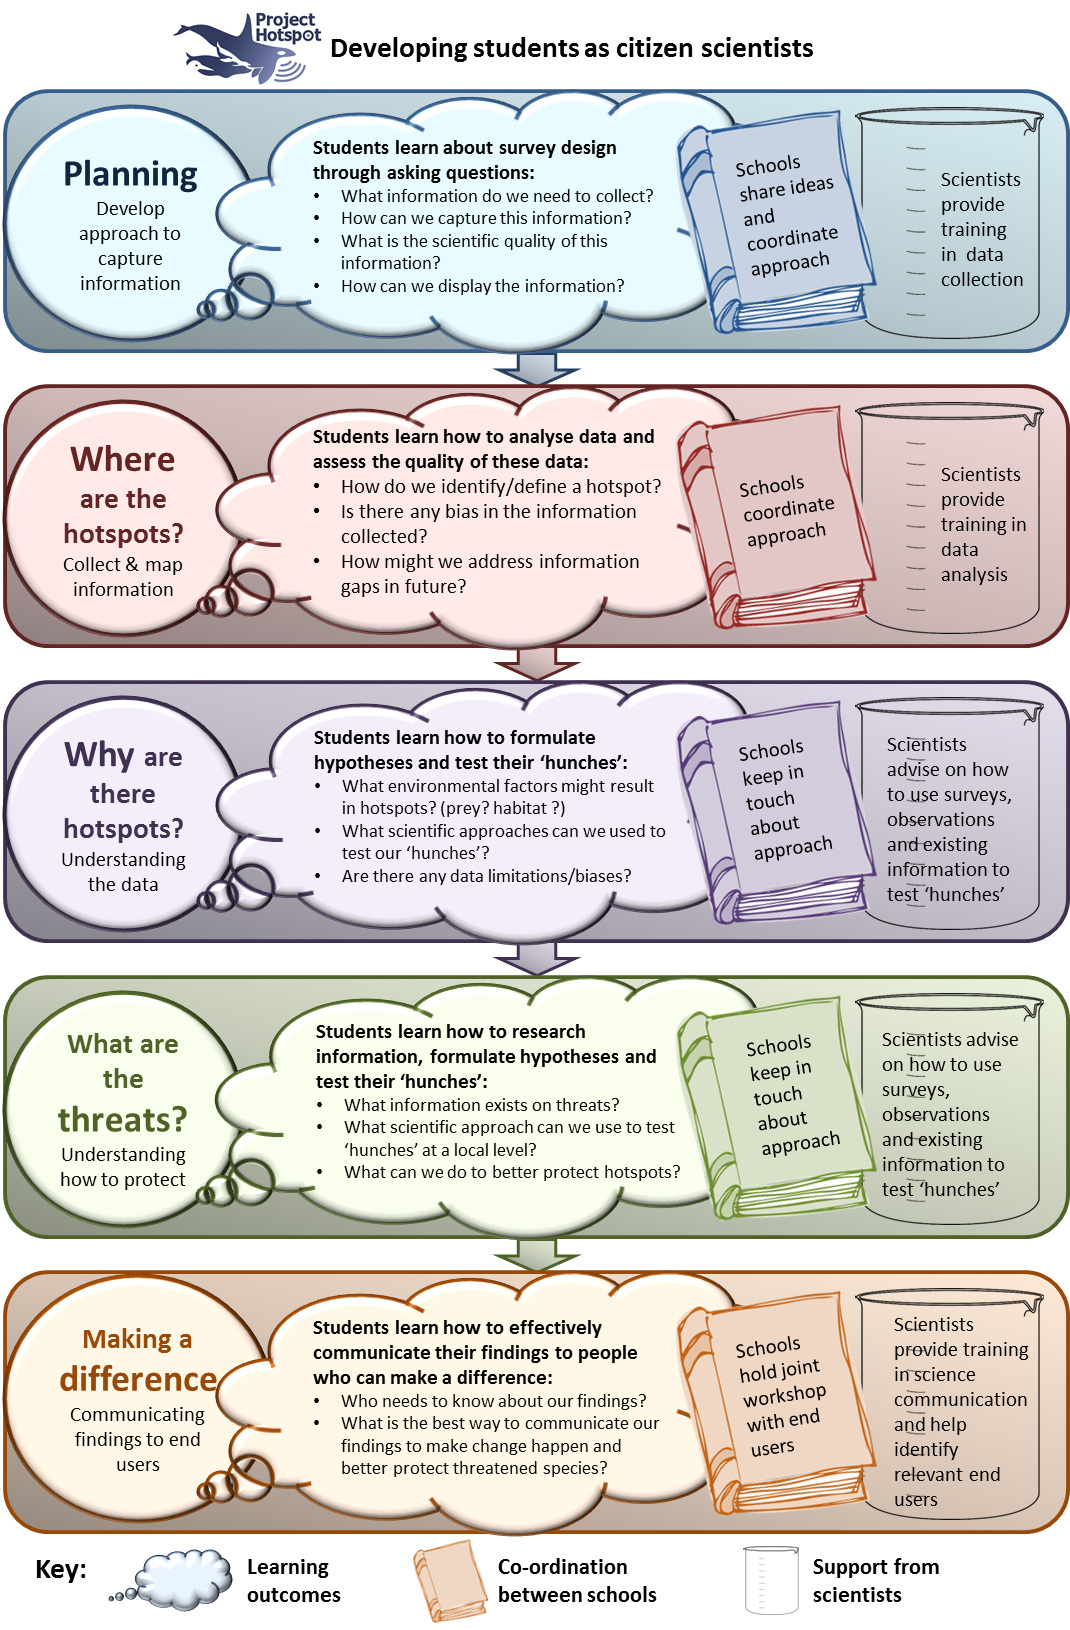 Project
Hotspot
Developing students as citizen scientists
Planning
Develop
approach to
capture
information
Students learn about survey design
through asking questions:
• What information do we need to collect?
• How can we capture this information?
• What is the scientific quality of this
information?
• How can we display the information?
Schools
share ideas
and
coordinate
approach
Scientists
provide
training
in data
collection
Where
are the
hotspots?
Collect & map
information
Students learn how to analyse data and
assess the quality of these data:
• How do we identify/define a hotspot?
• Is there any bias in the information
collected?
• How might we address information
gaps in future?
Schools
coordinate
approach
Scientists
provide
training in
data
analysis
Why are
there
hotspots?
Understanding
the data
Students learn how to formulate
hypotheses and test their ‘hunches’:
• What environmental factors might result
in hotspots? (prey? habitat ?)
• What scientific approaches can we used to
test our ‘hunches’?
• Are there any data limitations/biases?
Schools
keep in
touch
about
approach
Scientists
advise on how
to use surveys,
observations
and existing
information to
test ‘hunches’
What are
the
threats?
Understanding
how to protect
Students learn how to research
information, formulate hypotheses and
test their ‘hunches’:
• What information exists on threats?
• What scientific approach can we use to test
‘hunches’ at a local level?
• What can we do to better protect hotspots?
Schools
keep in
touch
about
approach
Scientists advise
on how to use
surveys,
observations
and existing
information to
test ‘hunches’
Making a
difference
Communicating
findings to end
users
Students learn how to effectively
communicate their findings to people
who can make a difference:
• Who needs to know about our findings?
• What is the best way to communicate our
findings to make change happen and
better protect threatened species?
Schools
hold joint
workshop
with end
users
Scientists
provide training
in science
communication
and help
identify
relevant end
users
Key:
Learning
outcomes
Co-ordination
between schools
Support from
scientists